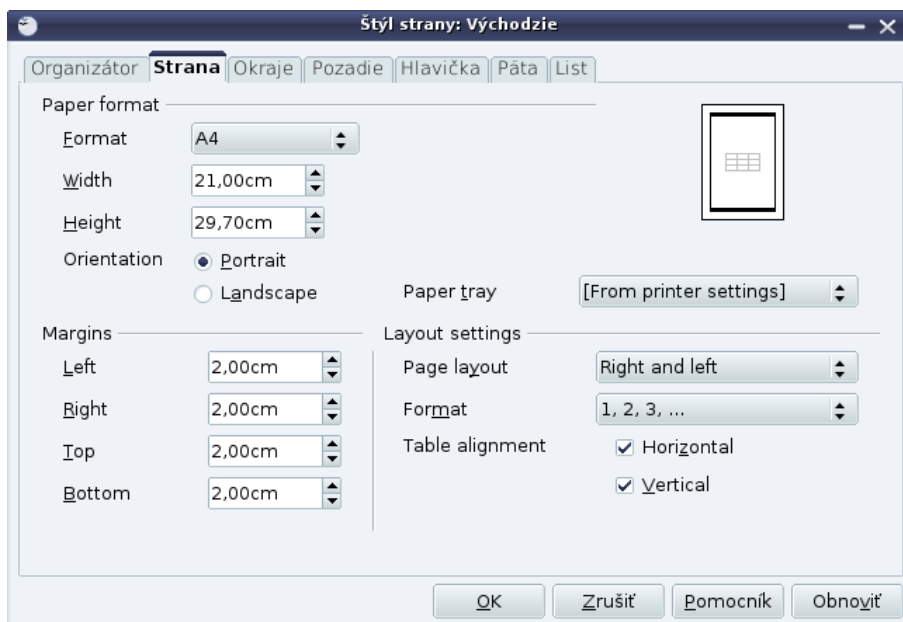 Štýl strany: Východzie
Organizátor Strana Okraje Pozadie Hlavička Päta List
Paper format
Format A4
Width 21,00cm
Height 29,70cm
Orientation Portrait
Landscape
Paper tray [From printer settings]
Margins
Left 2,00cm
Right 2,00cm
Top 2,00cm
Bottom 2,00cm
Layout settings
Page layout Right and left
Format 1, 2, 3, ...
Table alignment Horizontal
Vertical
OK Zrušiť Pomocník Obnoviť